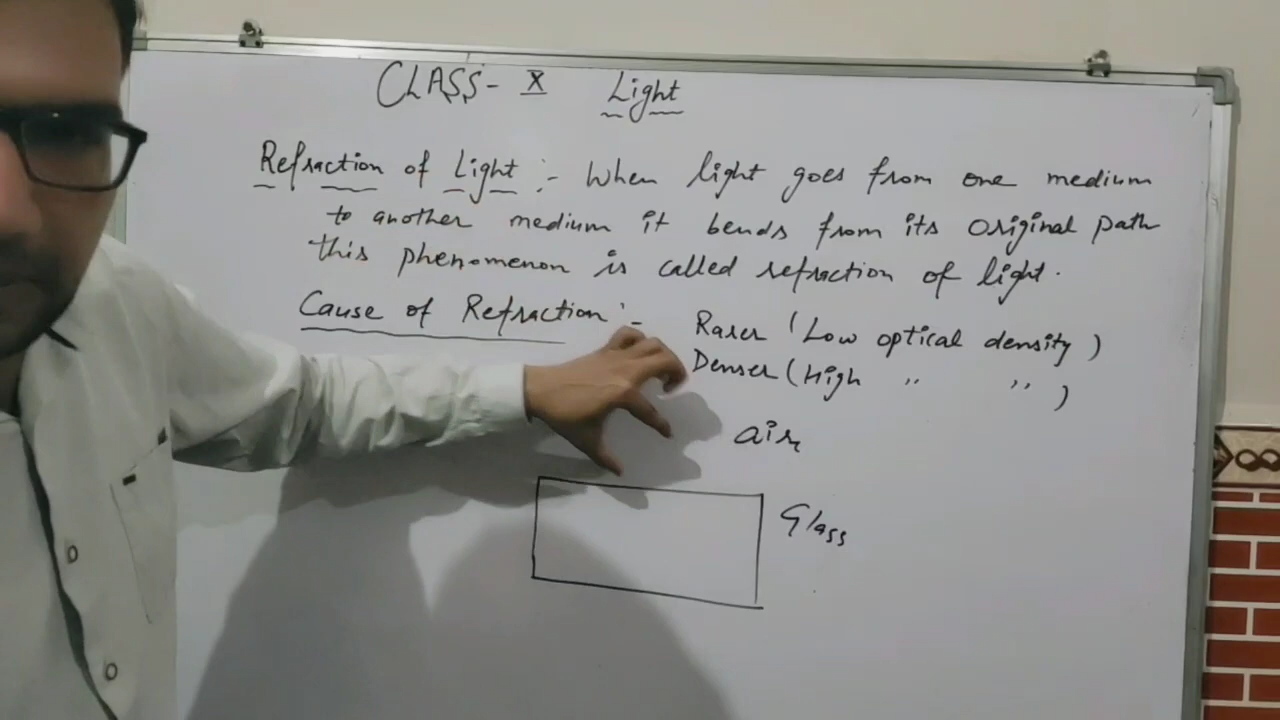 CLASS- X Light
Refraction of Light :- When light goes from one medium
to another medium it bends from its original path
this phenomenon is called refraction of light.
Cause of Refraction :- Rarer (Low optical density)
Denser (High " ")
air
Glass